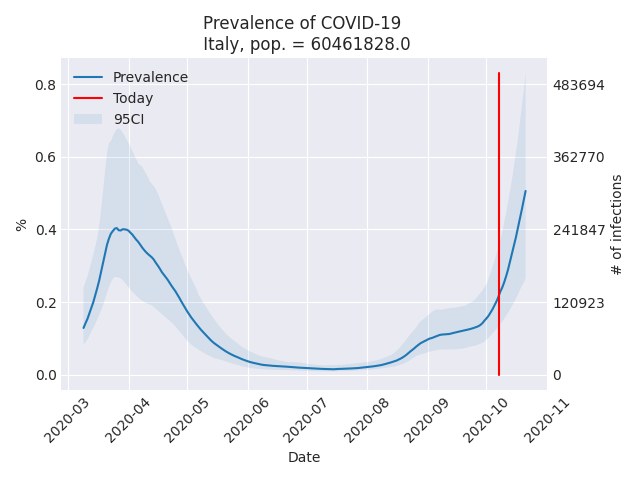 Prevalence of COVID-19
Italy, pop. = 60461828.0
Prevalence
Today
95CI
0.8
0.6
0.4
0.2
0.0
%
483694
362770
241847
120923
0
# of infections
2020-03
2020-04
2020-05
2020-06
2020-07
2020-08
2020-09
2020-10
2020-11
Date